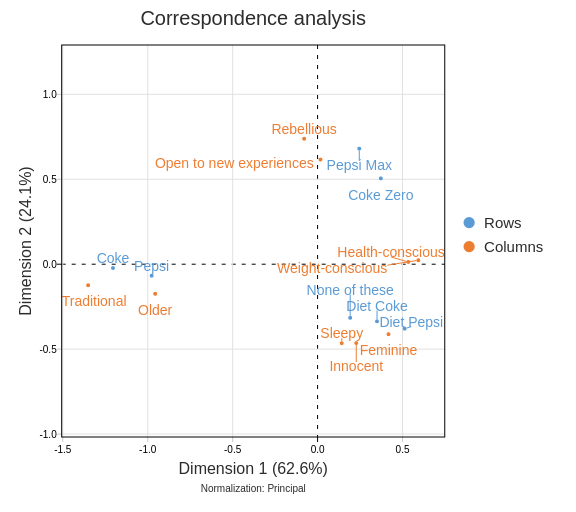 Correspondence analysis
Dimension 2 (24.1%)
1.0
0.5
0.0
-0.5
-1.0
Rebellious
Open to new experiences
Pepsi Max
Coke Zero
Health-conscious
Coke
Pepsi
Weight-conscious
None of these
Traditional
Older
Diet Coke
Diet Pepsi
Sleepy
Feminine
Innocent
Rows
Columns
-1.5
-1.0
-0.5
0.0
0.5
Dimension 1 (62.6%)
Normalization: Principal